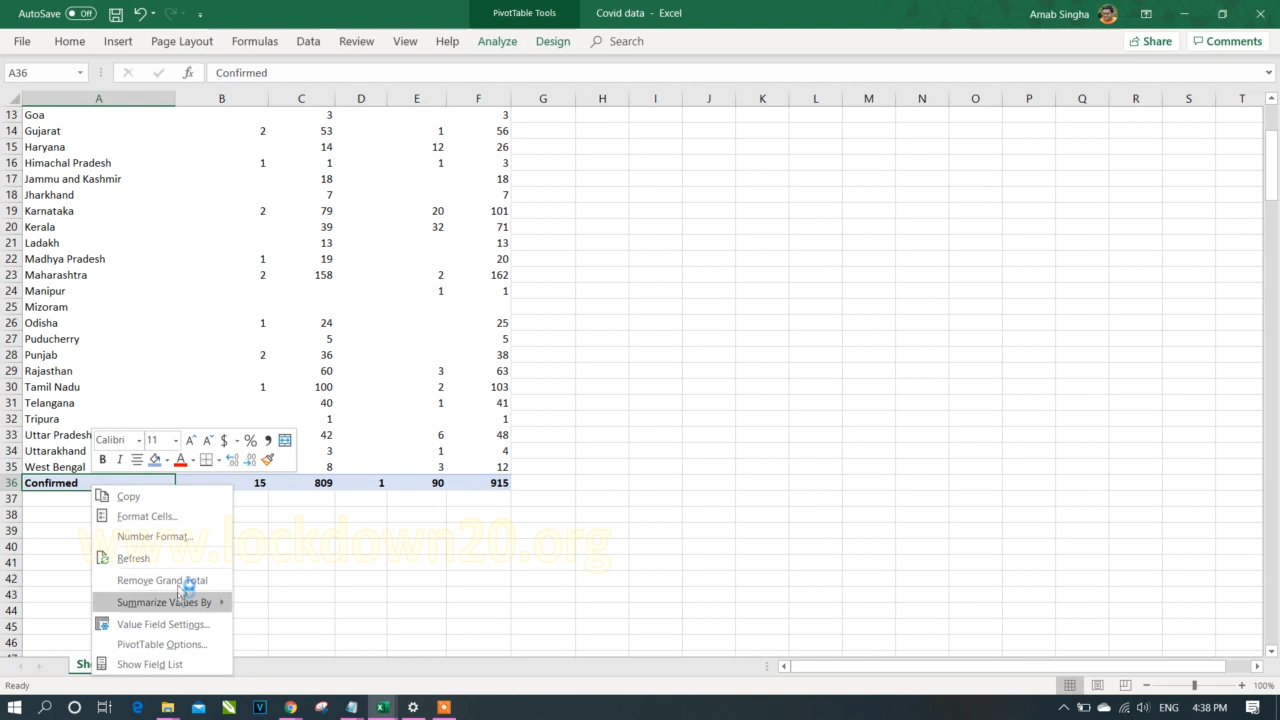 AutoSave Off
PivotTable Tools
Covid data - Excel
Arnab Singha
File Home Insert Page Layout Formulas Data Review View Help Analyze Design Search Share Comments
A36 fx Confirmed
A B C D E F G H I J K L M N O P Q R S T
13 Goa 3 3
14 Gujarat 2 53 1 56
15 Haryana 14 12 26
16 Himachal Pradesh 1 1 1 3
17 Jammu and Kashmir 18 18
18 Jharkhand 7 7
19 Karnataka 2 79 20 101
20 Kerala 39 32 71
21 Ladakh 13 13
22 Madhya Pradesh 1 19 20
23 Maharashtra 2 158 2 162
24 Manipur 1 1
25 Mizoram
26 Odisha 1 24 25
27 Puducherry 5 5
28 Punjab 2 36 38
29 Rajasthan 60 3 63
30 Tamil Nadu 1 100 2 103
31 Telangana 40 1 41
32 Tripura 1 1
33 Uttar Pradesh 42 6 48
34 Uttarakhand 3 1 4
35 West Bengal 8 3 12
36 Confirmed 15 809 1 90 915
37
38
39
40
41
42
43
44
45
46
Calibri 11 A A $ % ,
B I A
Copy
Format Cells...
Number Format...
Refresh
Remove Grand Total
Summarize Values By
Value Field Settings...
PivotTable Options...
Show Field List
www.lockdown20.org
Ready 100%
ENG 4:38 PM